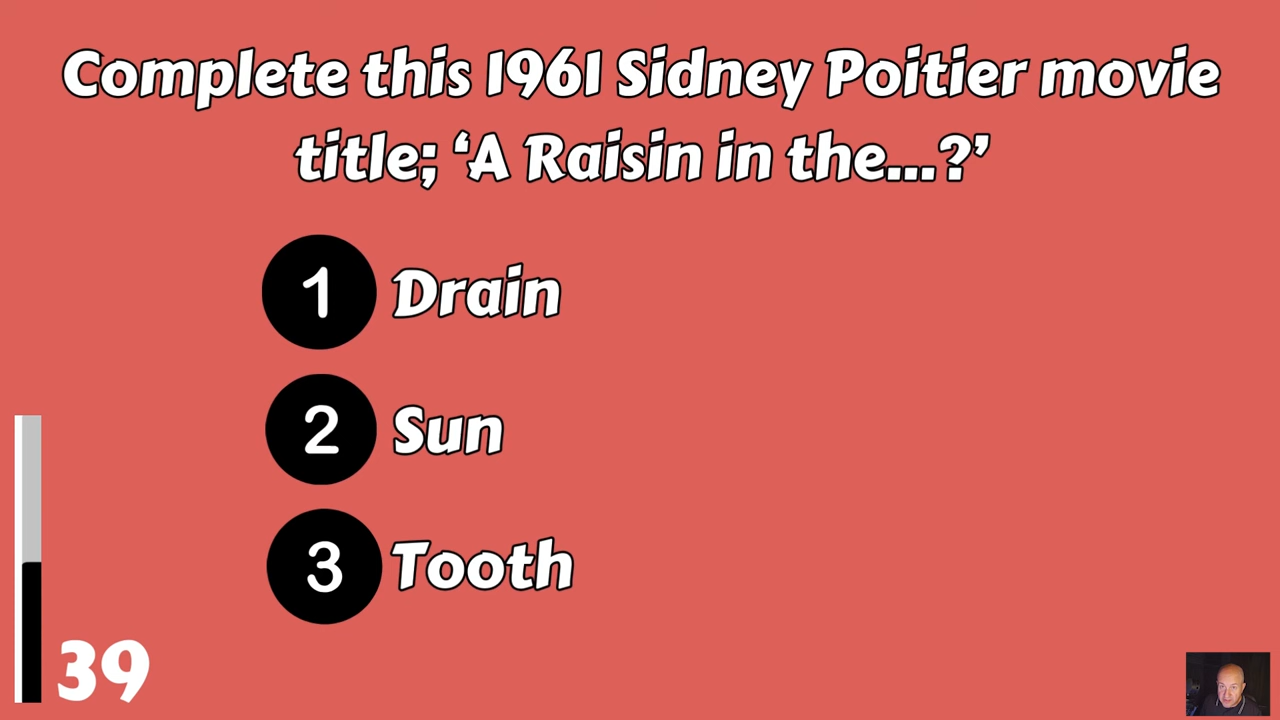 Complete this 1961 Sidney Poitier movie
title; ‘A Raisin in the...?’
1 Drain
2 Sun
3 Tooth
39